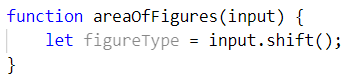 function areaOfFigures(input) {
    let figureType = input.shift();
}